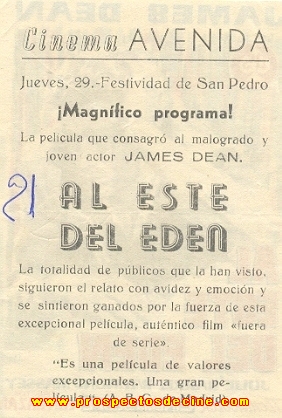 Cinema AVENIDA
Jueves, 29.-Festividad de San Pedro
¡Magnífico programa!
La película que consagró al malogrado y
joven actor JAMES DEAN.
AL ESTE
DEL EDEN
La totalidad de públicos que la han visto,
siguieron el relato con avidez y emoción y
se sintieron ganados por la fuerza de esta
excepcional película, auténtico film «fuera
de serie».
"Es una película de valores
excepcionales. Una gran pe-
www.prospectosdecine.com